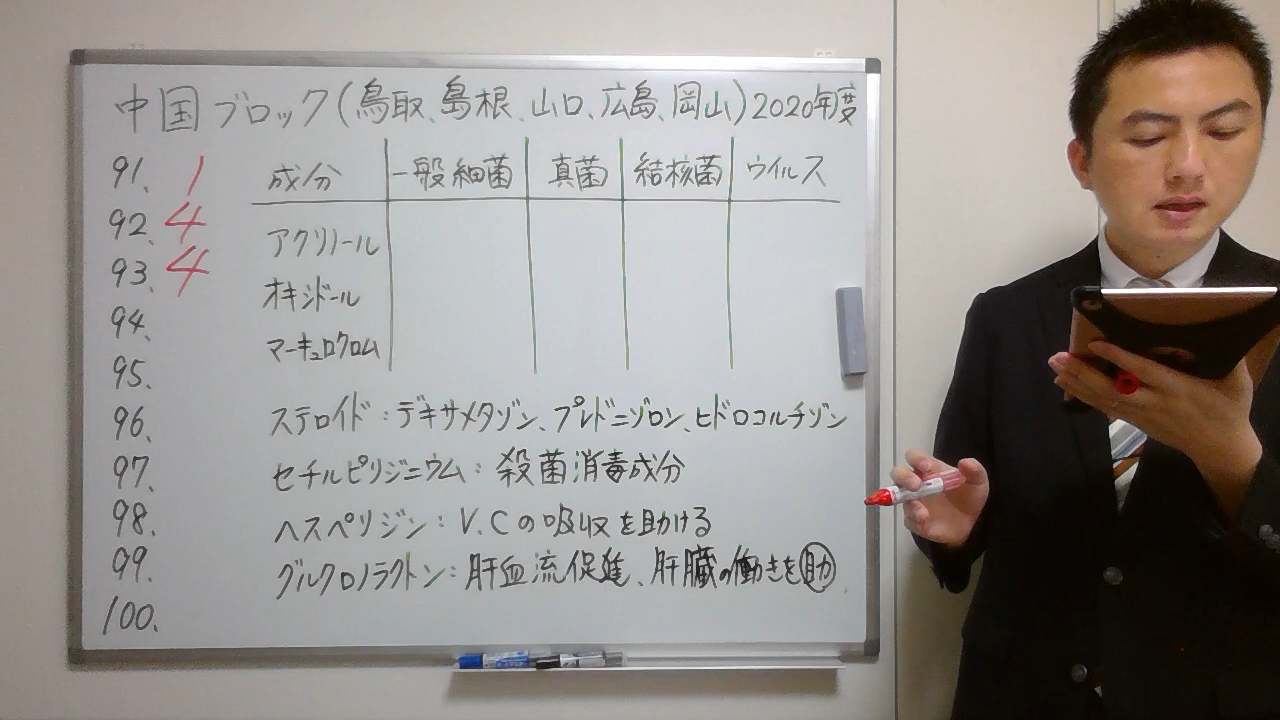 中国ブロック(鳥取、島根、山口、広島、岡山)2020年度
91. 1
92. 4
93. 4
94.
95.
96.
97.
98.
99.
100.
成分 一般細菌 真菌 結核菌 ウイルス
アクリノール
オキシドール
マーキュロクロム
ステロイド:デキサメタゾン、プレドニゾロン、ヒドロコルチゾン
セチルピリジニウム:殺菌消毒成分
ヘスペリジン:V.Cの吸収を助ける
グルクロノラクトン:肝血流促進、肝臓の働きを助